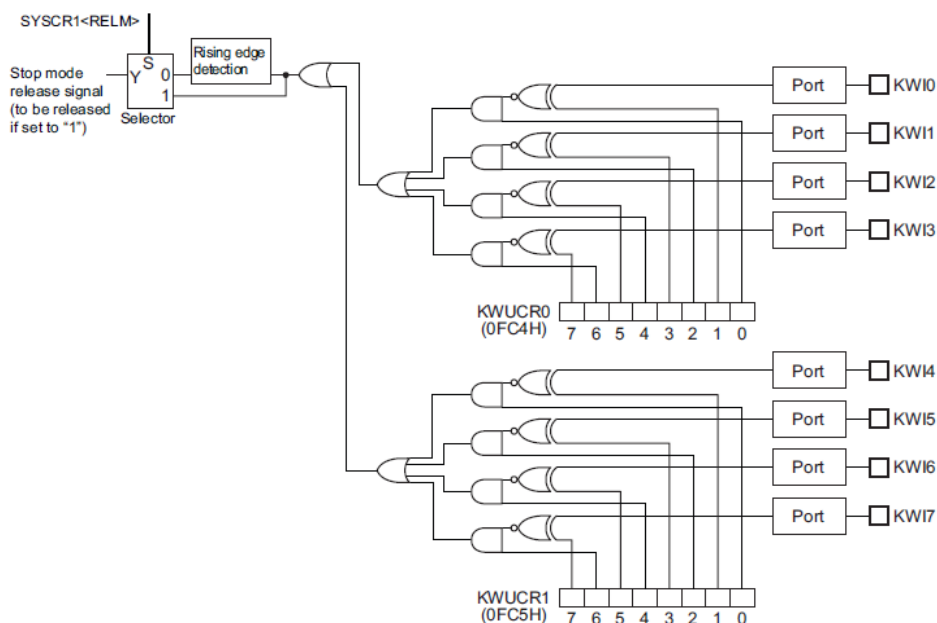 SYSCR1<RELM>
Stop mode
release signal
(to be released
if set to “1”)
S
Y
0
1
Selector
Rising edge
detection
Port
KWI0
Port
KWI1
Port
KWI2
Port
KWI3
KWUCR0
(0FC4H)
7 6 5 4 3 2 1 0
Port
KWI4
Port
KWI5
Port
KWI6
Port
KWI7
KWUCR1
(0FC5H)
7 6 5 4 3 2 1 0